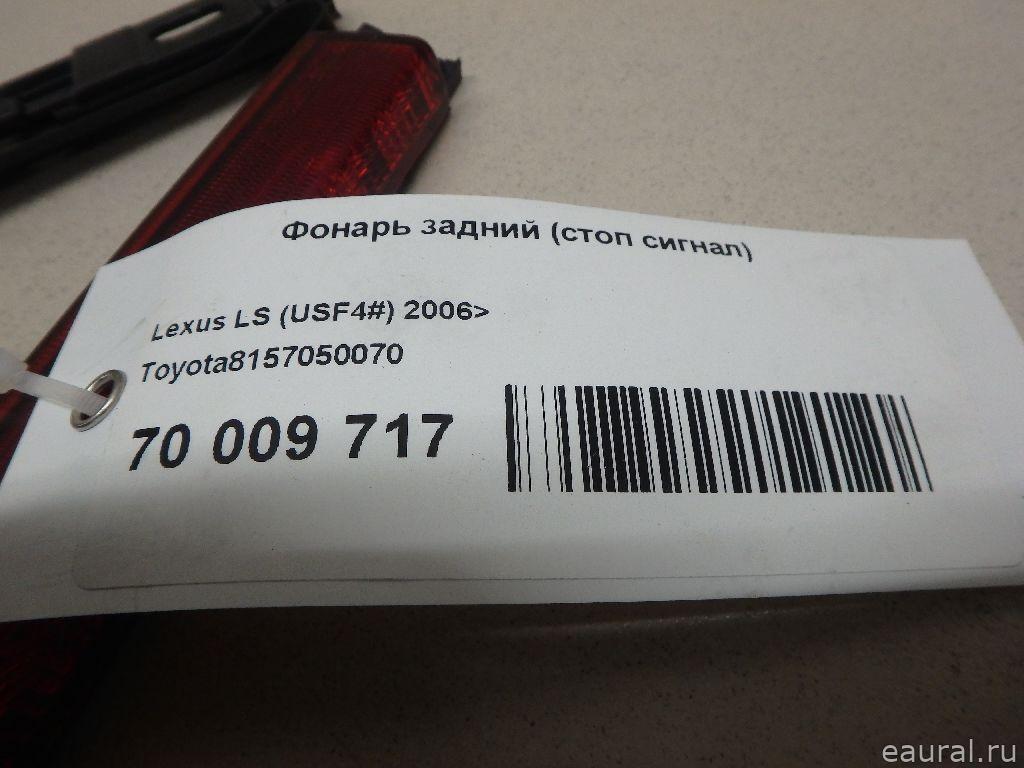 Фонарь задний (стоп сигнал)
Lexus LS (USF4#) 2006>
Toyota8157050070
70 009 717
eaural.ru